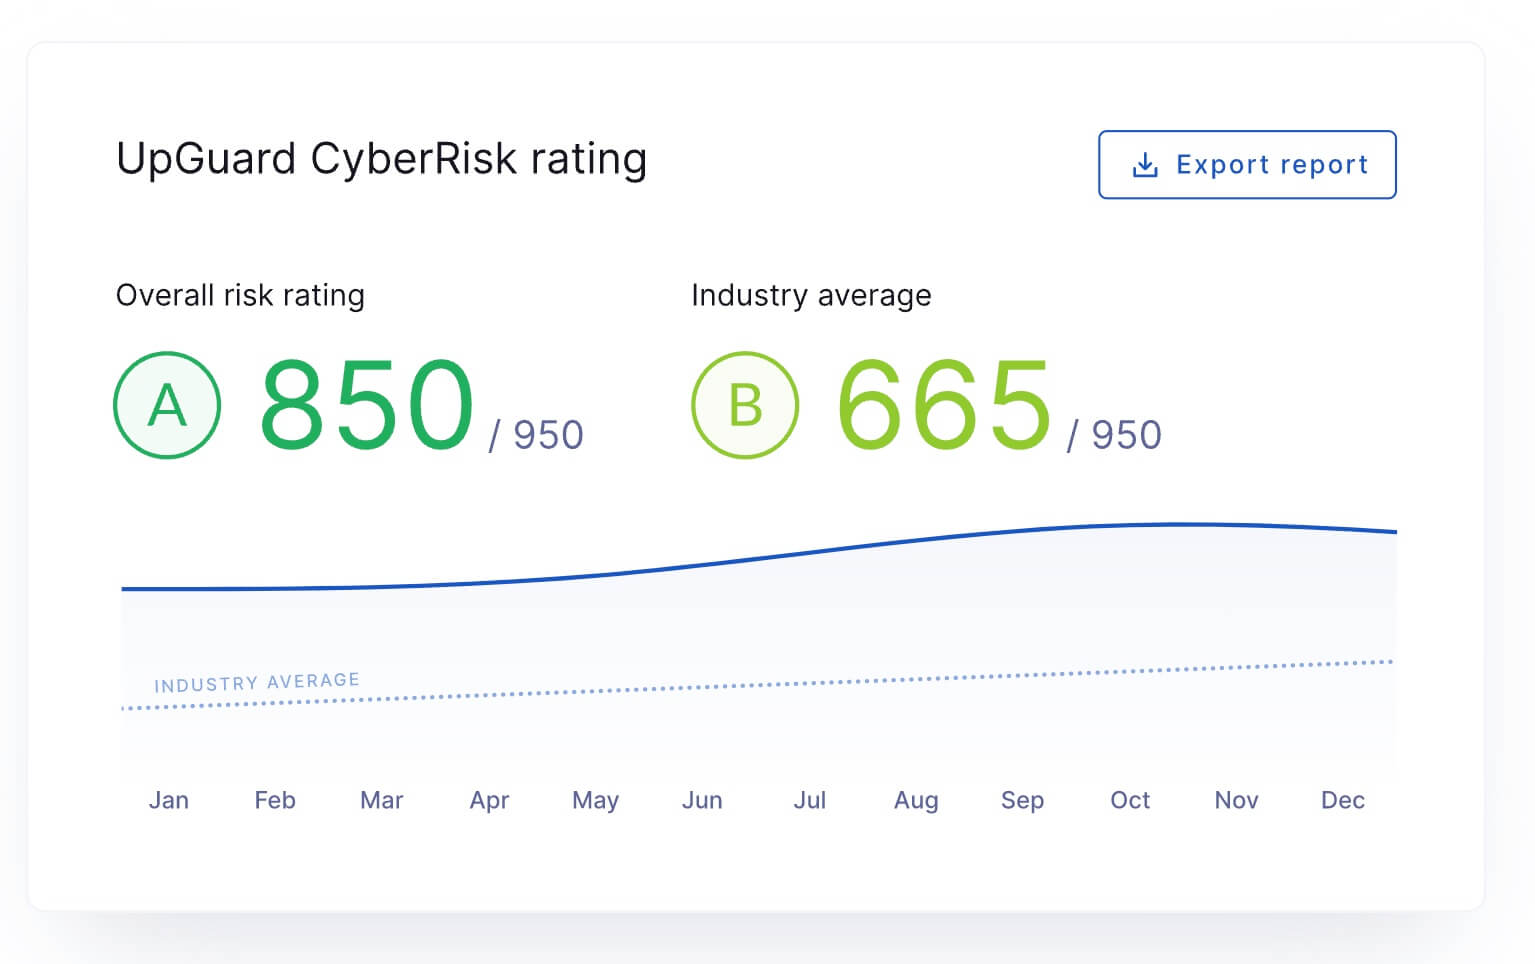 UpGuard CyberRisk rating
Export report
Overall risk rating
A 850 / 950
Industry average
B 665 / 950
INDUSTRY AVERAGE
Jan Feb Mar Apr May Jun Jul Aug Sep Oct Nov Dec